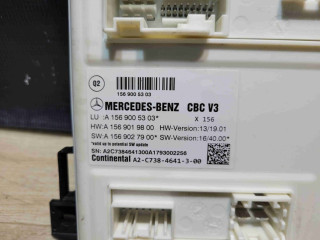 02
156 900 53 03
MERCEDES-BENZ CBC V3
LU :A 156 900 53 03* X 156
HW:A 156 901 98 00 HW-Version:13/19.01
SW:A 156 902 79 00* SW-Version:16/40.00*
*valid up to potential SW update
SN: A2C7384641300A1793002256
Continental A2-C738-4641-3-00